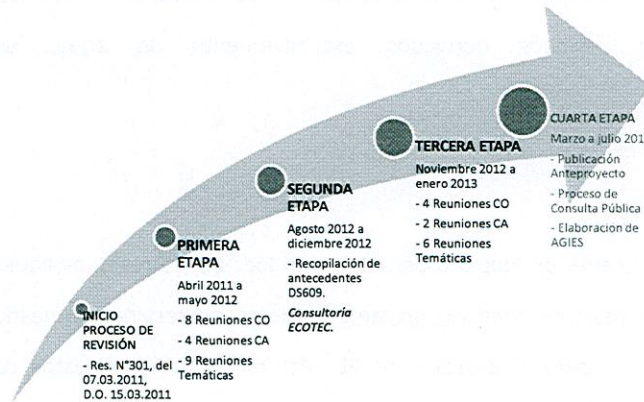 INICIO
PROCESO DE
REVISIÓN
- Res. N°301, del
07.03.2011,
D.O. 15.03.2011
PRIMERA
ETAPA
Abril 2011 a
mayo 2012
- 8 Reuniones CO
- 4 Reuniones CA
- 9 Reuniones
Temáticas
SEGUNDA
ETAPA
Agosto 2012 a
diciembre 2012
- Recopilación de
antecedentes
DS609.
Consultoría
ECOTEC.
TERCERA ETAPA
Noviembre 2012 a
enero 2013
- 4 Reuniones CO
- 2 Reuniones CA
- 6 Reuniones
Temáticas
CUARTA ETAPA
Marzo a julio 201
- Publicación
Anteproyecto
- Proceso de
Consulta Pública
- Elaboracion de
AGIES